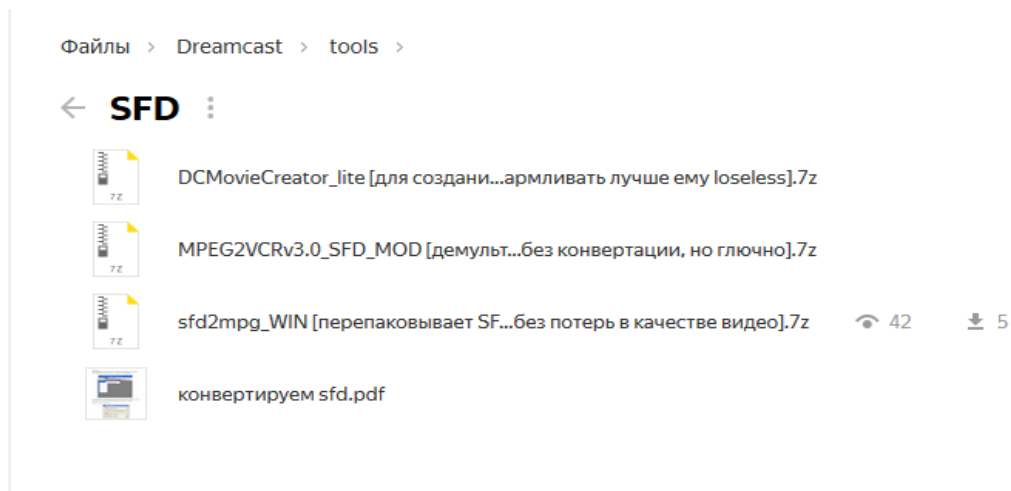 Файлы > Dreamcast > tools >
← SFD ⋮
7Z
DCMovieCreator_lite [для создани...армливать лучше ему loseless].7z
7Z
MPEG2VCRv3.0_SFD_MOD [демульт...без конвертации, но глючно].7z
7Z
sfd2mpg_WIN [перепаковывает SF...без потерь в качестве видео].7z 42 5
конвертируем sfd.pdf